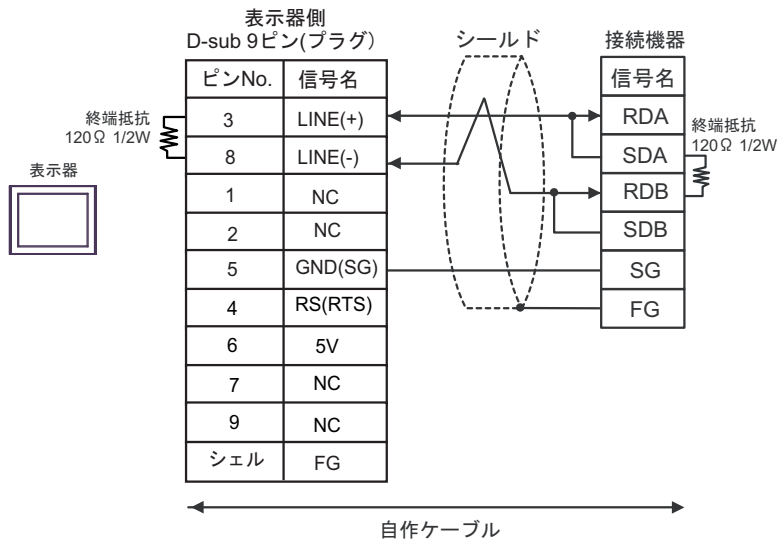 表示器側
D-sub 9ピン(プラグ)
シールド
接続機器
ピンNo. 信号名
信号名
終端抵抗
120Ω 1/2W
3 LINE(+)
RDA
終端抵抗
120Ω 1/2W
8 LINE(-)
SDA
表示器
1 NC
RDB
2 NC
SDB
5 GND(SG)
SG
4 RS(RTS)
FG
6 5V
7 NC
9 NC
シェル FG
自作ケーブル